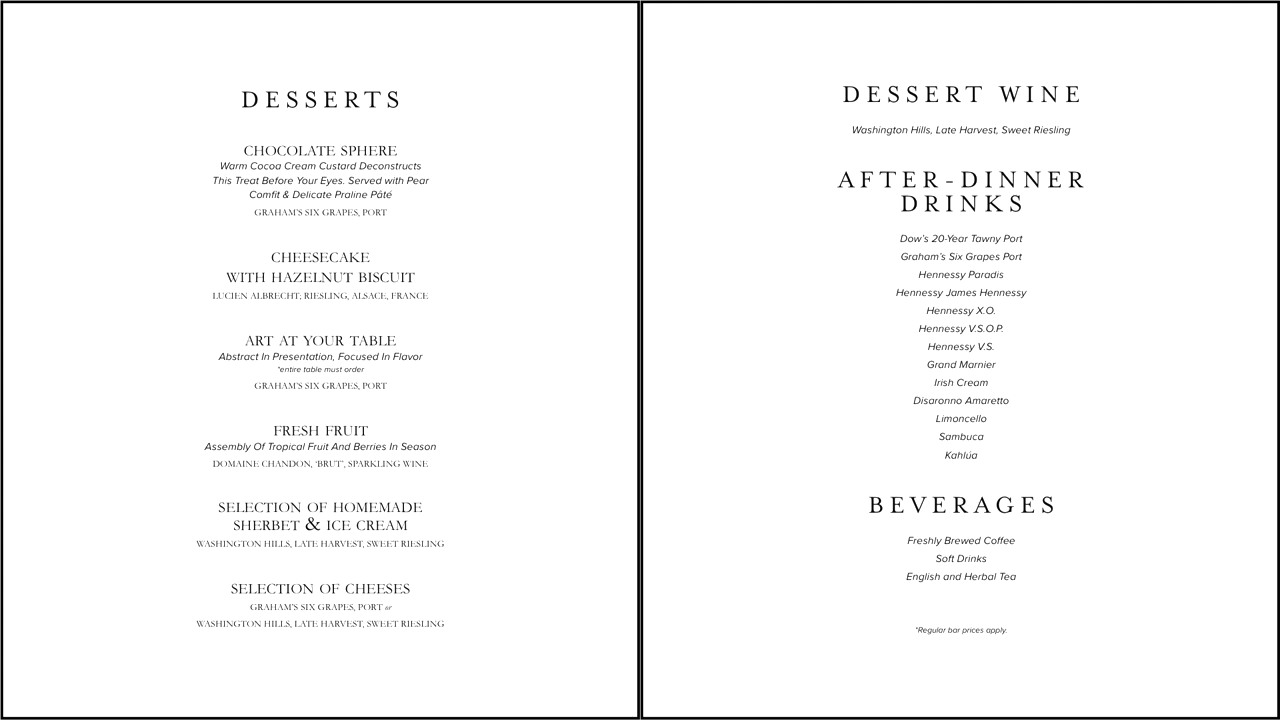 DESSERTS
CHOCOLATE SPHERE
Warm Cocoa Cream Custard Deconstructs
This Treat Before Your Eyes. Served with Pear
Comfit & Delicate Praline Pâté
GRAHAM'S SIX GRAPES, PORT
CHEESECAKE
WITH HAZELNUT BISCUIT
LUCIEN ALBRECHT; RIESLING, ALSACE, FRANCE
ART AT YOUR TABLE
Abstract In Presentation, Focused In Flavor
*entire table must order
GRAHAM'S SIX GRAPES, PORT
FRESH FRUIT
Assembly Of Tropical Fruit And Berries In Season
DOMAINE CHANDON, 'BRUT', SPARKLING WINE
SELECTION OF HOMEMADE
SHERBET & ICE CREAM
WASHINGTON HILLS, LATE HARVEST, SWEET RIESLING
SELECTION OF CHEESES
GRAHAM'S SIX GRAPES, PORT or
WASHINGTON HILLS, LATE HARVEST, SWEET RIESLING
DESSERT WINE
Washington Hills, Late Harvest, Sweet Riesling
AFTER-DINNER
DRINKS
Dow's 20-Year Tawny Port
Graham's Six Grapes Port
Hennessy Paradis
Hennessy James Hennessy
Hennessy X.O.
Hennessy V.S.O.P.
Hennessy V.S.
Grand Marnier
Irish Cream
Disaronno Amaretto
Limoncello
Sambuca
Kahlúa
BEVERAGES
Freshly Brewed Coffee
Soft Drinks
English and Herbal Tea
*Regular bar prices apply.